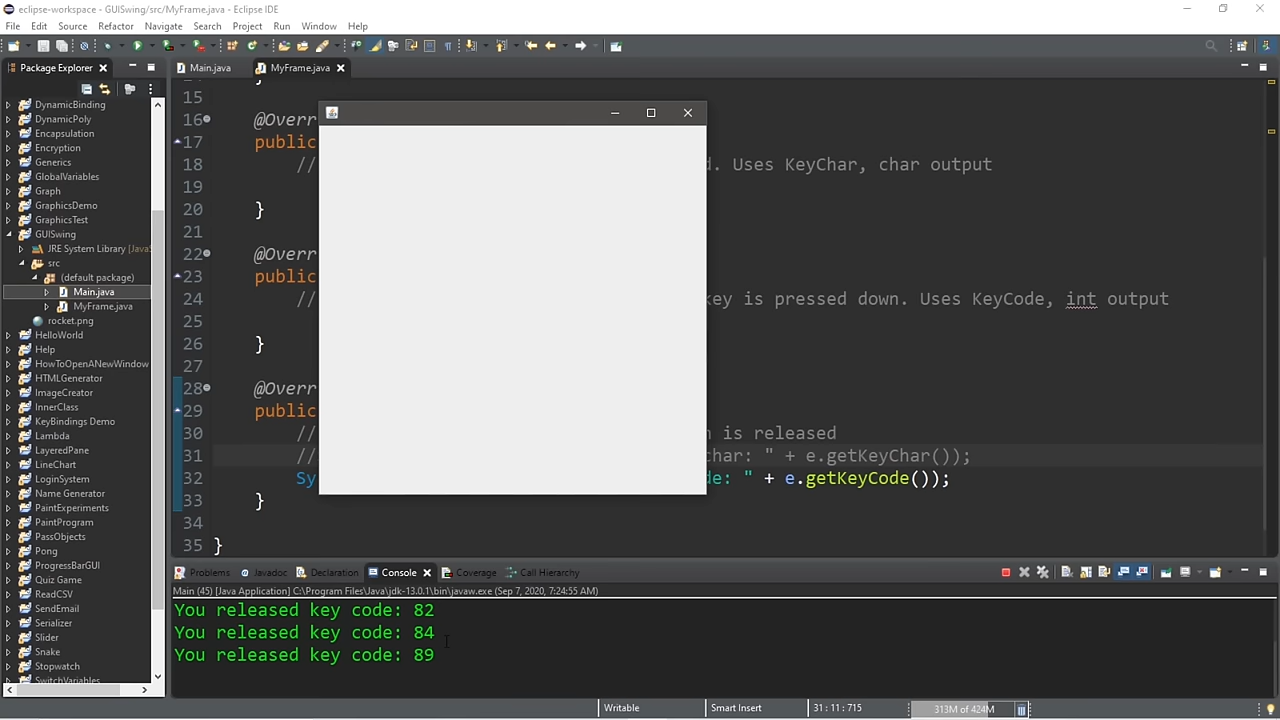 eclipse-workspace - GUISwing/src/MyFrame.java - Eclipse IDE
File Edit Source Refactor Navigate Search Project Run Window Help
Package Explorer
Main.java
MyFrame.java
DynamicBinding
DynamicPoly
Encapsulation
Encryption
Generics
GlobalVariables
Graph
GraphicsDemo
GraphicsTest
GUISwing
JRE System Library [JavaS
src
(default package)
Main.java
MyFrame.java
rocket.png
HelloWorld
Help
HowToOpenANewWindow
HTMLGenerator
ImageCreator
InnerClass
KeyBindings Demo
Lambda
LayeredPane
LineChart
LoginSystem
Name Generator
PaintExperiments
PaintProgram
PassObjects
Pong
ProgressBarGUI
Quiz Game
ReadCSV
SendEmail
Serializer
Slider
Snake
Stopwatch
SwitchVariables
}
15
16 @Overr
17 public
18 // d. Uses KeyChar, char output
19
20 }
21
22 @Overr
23 public
24 // key is pressed down. Uses KeyCode, int output
25
26 }
27
28 @Overr
29 public
30 // n is released
31 // char: " + e.getKeyChar());
32 Sy de: " + e.getKeyCode());
33 }
34
35 }
Problems Javadoc Declaration Console Coverage Call Hierarchy
Main (45) [Java Application] C:\Program Files\Java\jdk-13.0.1\bin\javaw.exe (Sep 7, 2020, 7:24:55 AM)
You released key code: 82
You released key code: 84
You released key code: 89
Writable Smart Insert 31 : 11 : 715 313M of 424M